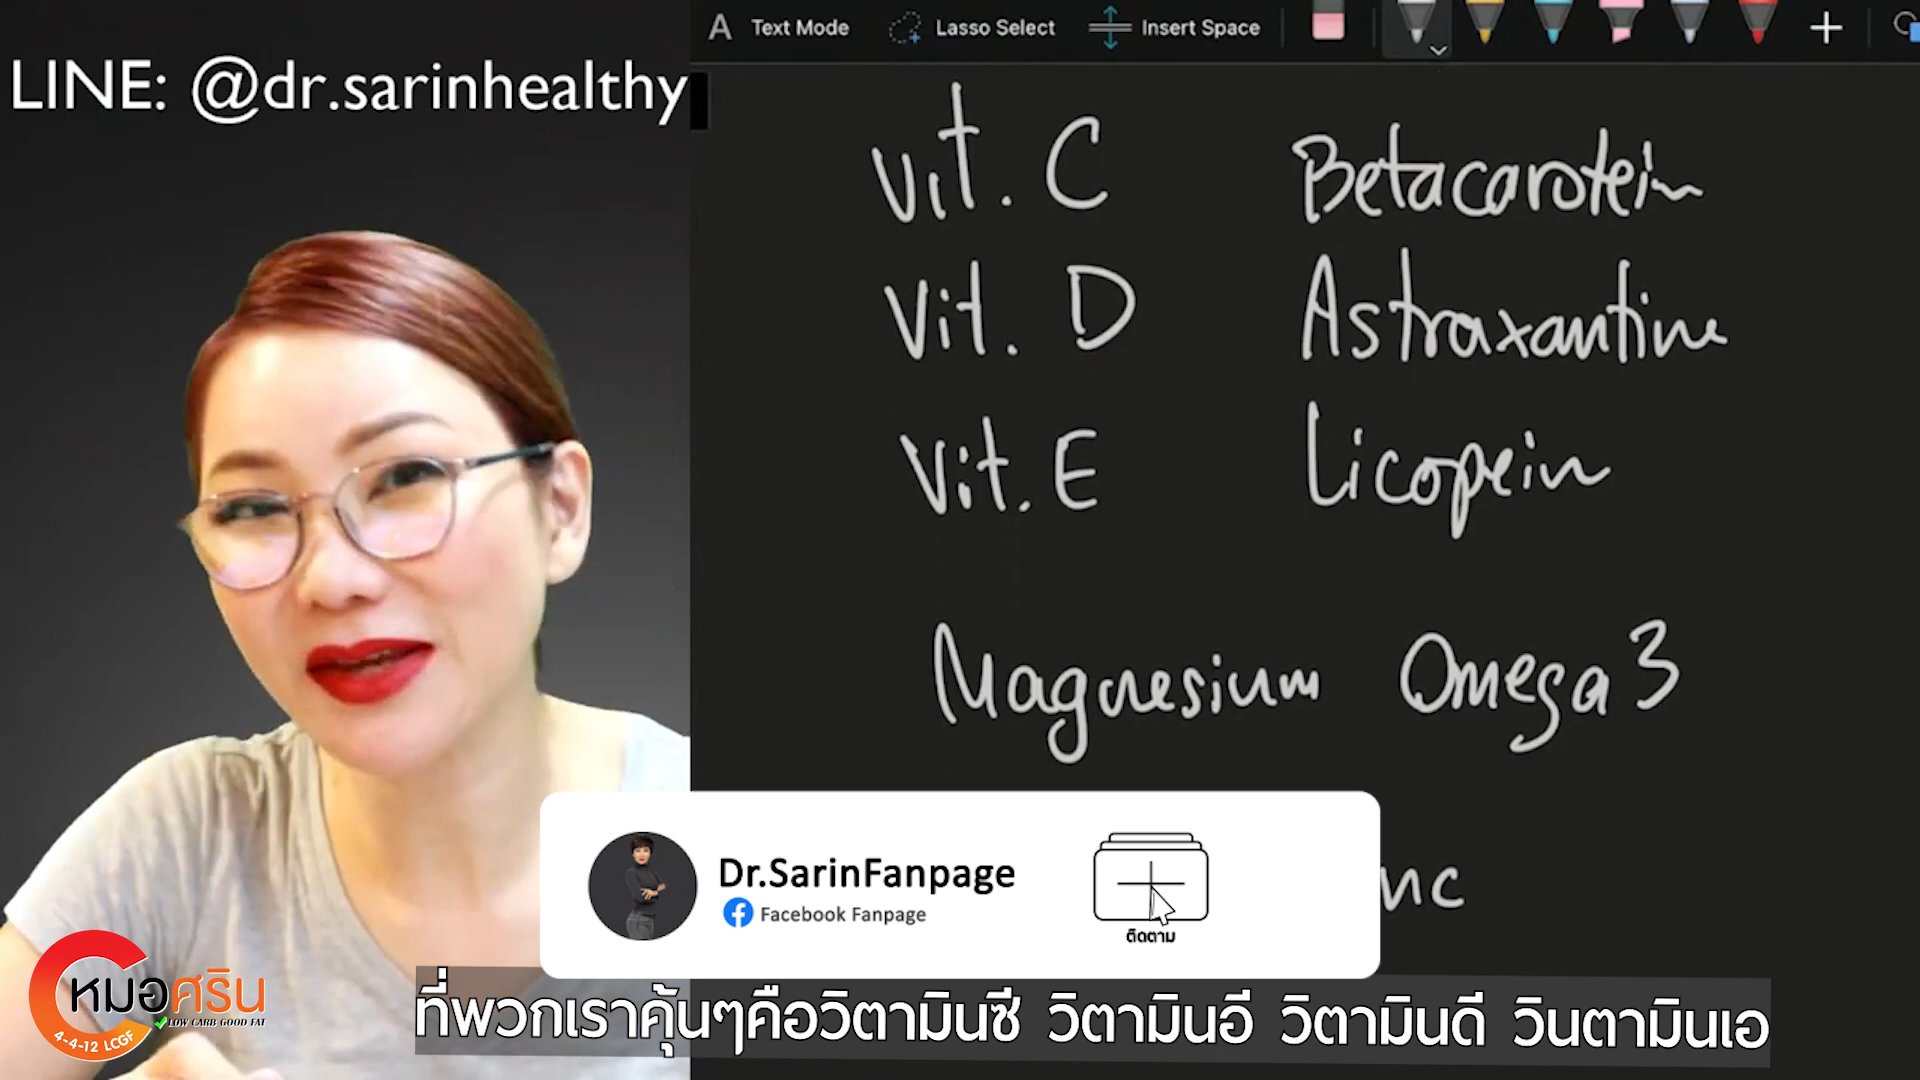 A Text Mode Lasso Select Insert Space
LINE: @dr.sarinhealthy
Vit. C Betacarotein
Vit. D Astraxantine
Vit. E Licopein
Magnesium Omega 3
nc
Dr.SarinFanpage
Facebook Fanpage
ติดตาม
หมอศริน
LOW CARB GOOD FAT
4-4-12 LCGF
ที่พวกเราคุ้นๆคือวิตามินซี วิตามินอี วิตามินดี วินตามินเอ